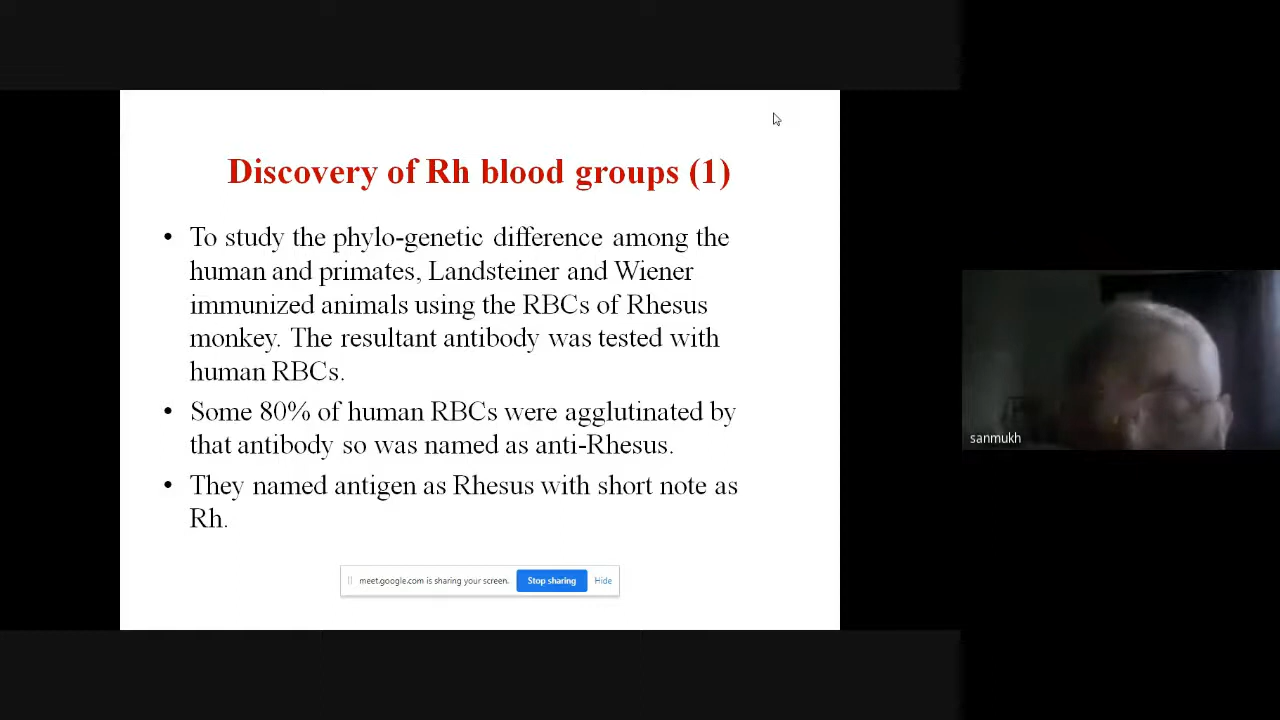 Discovery of Rh blood groups (1)
• To study the phylo-genetic difference among the
human and primates, Landsteiner and Wiener
immunized animals using the RBCs of Rhesus
monkey. The resultant antibody was tested with
human RBCs.
• Some 80% of human RBCs were agglutinated by
that antibody so was named as anti-Rhesus.
• They named antigen as Rhesus with short note as
Rh.
meet.google.com is sharing your screen. Stop sharing Hide
sanmukh